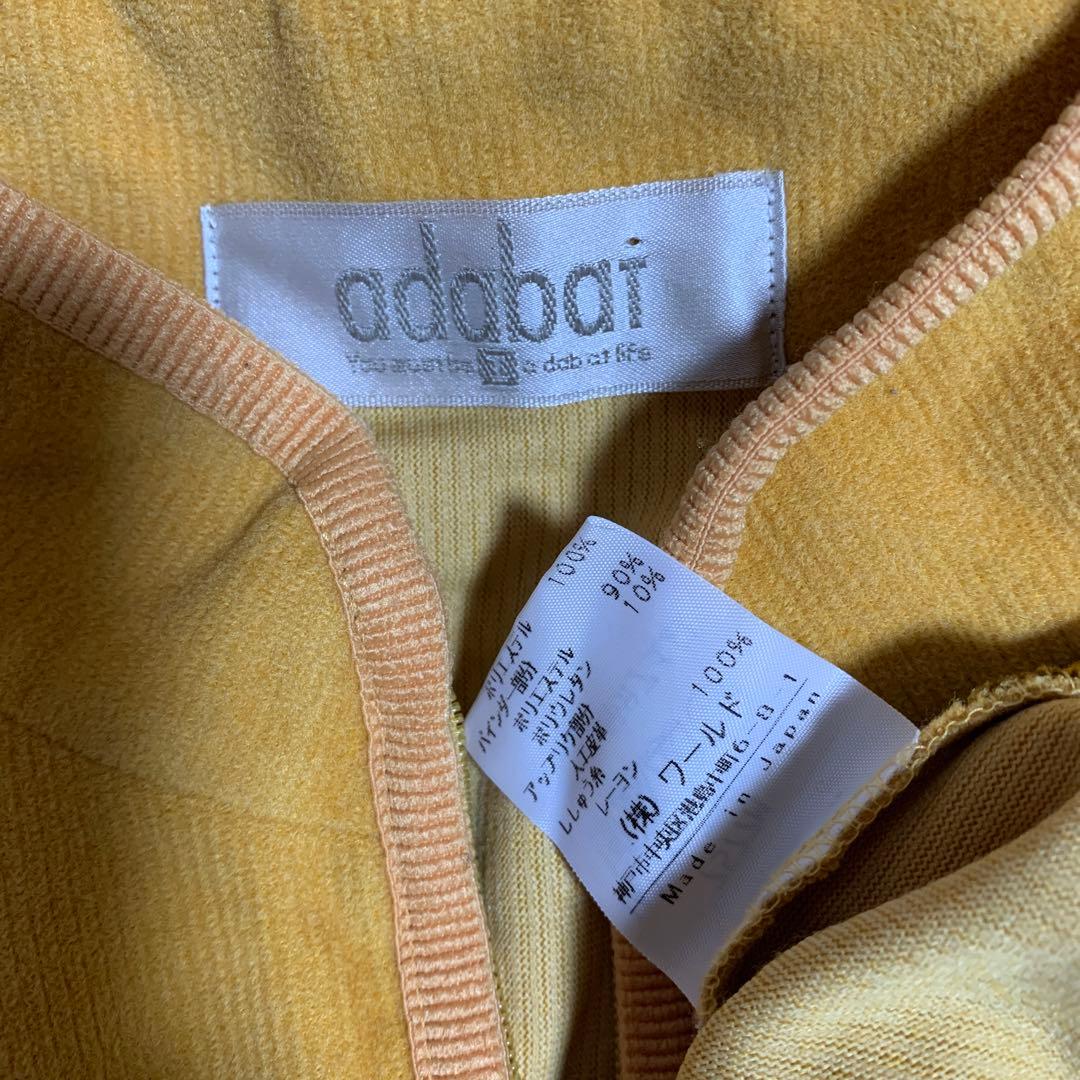 adabat
You must be a dab at life
ポリエステル 100%
バインダー部分
ポリエステル 90%
ポリウレタン 10%
アップリケ部分
人工皮革
ししゅう糸
レーヨン 100%
(株) ワールド
神戸市中央区港島中町6-8-1
Made in Japan